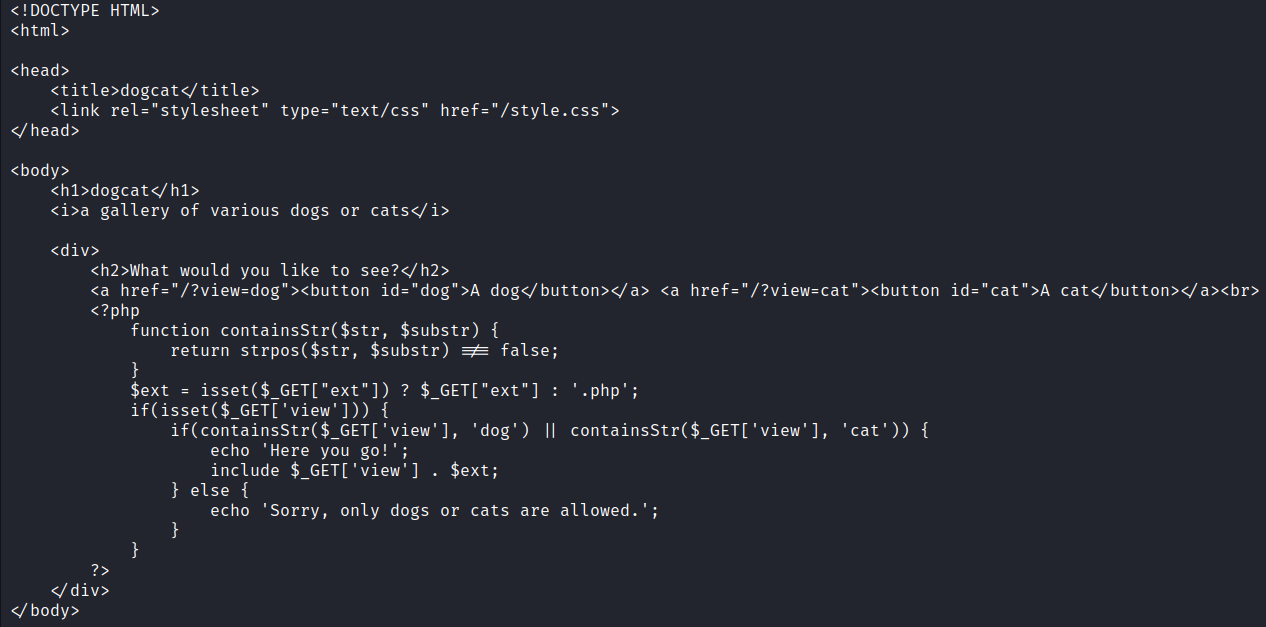 <!DOCTYPE HTML>
<html>

<head>
    <title>dogcat</title>
    <link rel="stylesheet" type="text/css" href="/style.css">
</head>

<body>
    <h1>dogcat</h1>
    <i>a gallery of various dogs or cats</i>

    <div>
        <h2>What would you like to see?</h2>
        <a href="/?view=dog"><button id="dog">A dog</button></a> <a href="/?view=cat"><button id="cat">A cat</button></a><br>
        <?php
            function containsStr($str, $substr) {
                return strpos($str, $substr) !== false;
            }
            $ext = isset($_GET["ext"]) ? $_GET["ext"] : '.php';
            if(isset($_GET['view'])) {
                if(containsStr($_GET['view'], 'dog') || containsStr($_GET['view'], 'cat')) {
                    echo 'Here you go!';
                    include $_GET['view'] . $ext;
                } else {
                    echo 'Sorry, only dogs or cats are allowed.';
                }
            }
        ?>
    </div>
</body>